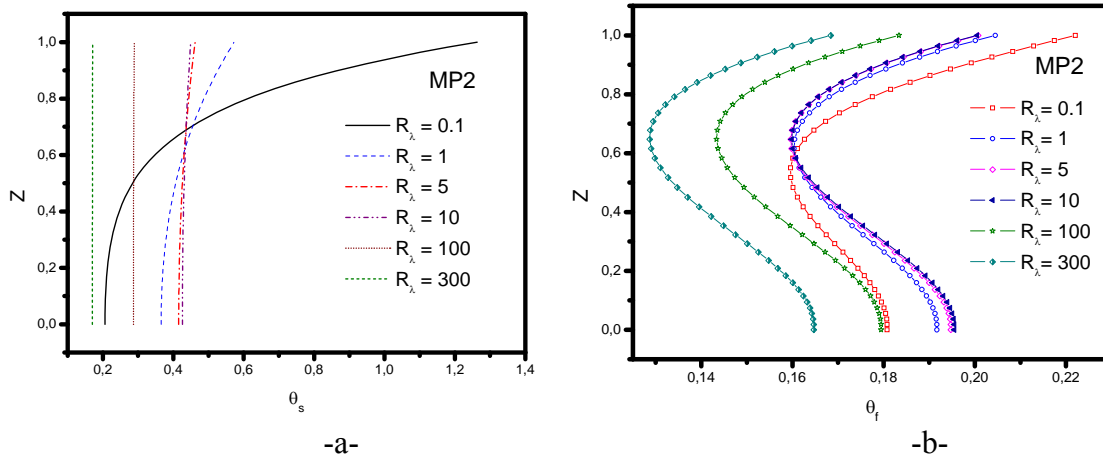 MP2
Z
1,0
0,8
0,6
0,4
0,2
0,0
R_λ = 0.1
R_λ = 1
R_λ = 5
R_λ = 10
R_λ = 100
R_λ = 300
0,2 0,4 0,6 0,8 1,0 1,2 1,4
θ_s
-a-
MP2
Z
1,0
0,8
0,6
0,4
0,2
0,0
R_λ = 0.1
R_λ = 1
R_λ = 5
R_λ = 10
R_λ = 100
R_λ = 300
0,14 0,16 0,18 0,20 0,22
θ_f
-b-